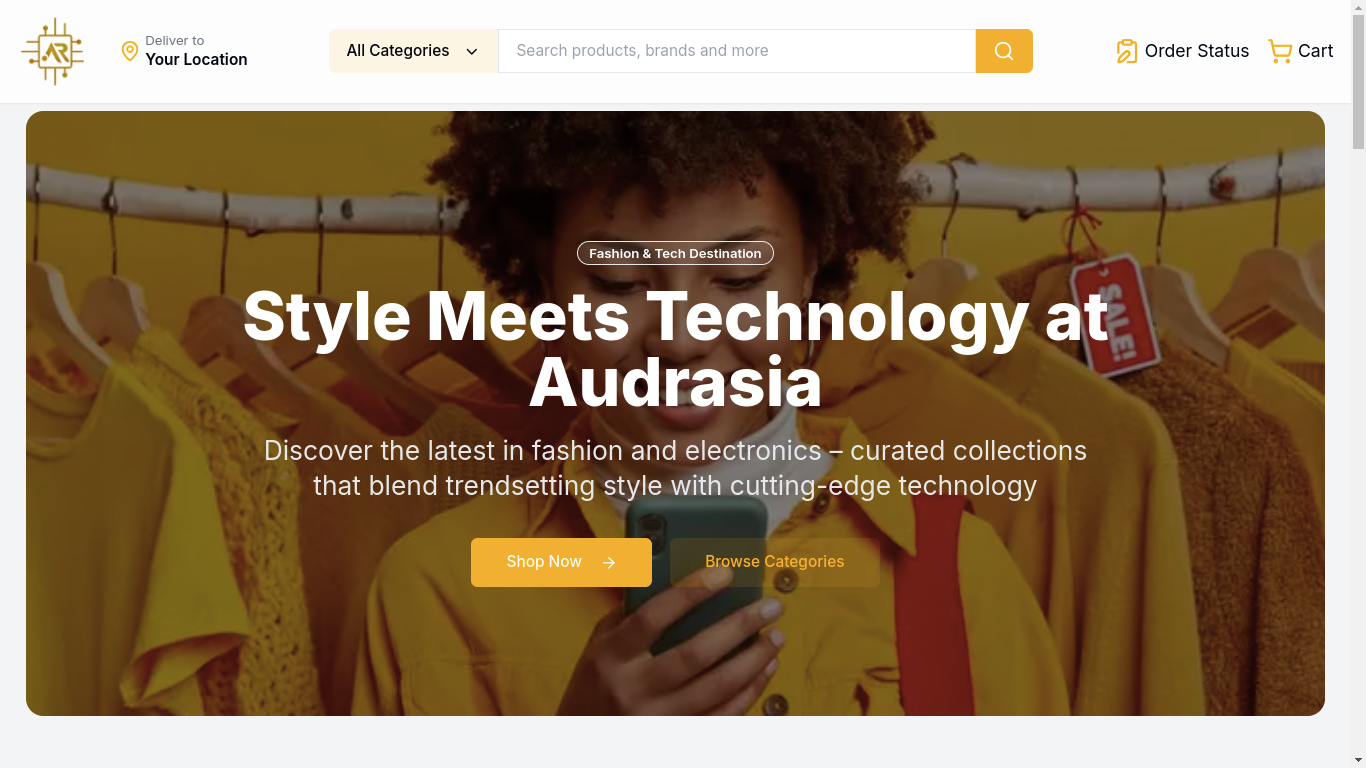 AR
Deliver to
Your Location
All Categories
Search products, brands and more
Order Status
Cart
Fashion & Tech Destination
Style Meets Technology at
Audrasia
SALE!
Discover the latest in fashion and electronics – curated collections
that blend trendsetting style with cutting-edge technology
Shop Now
Browse Categories